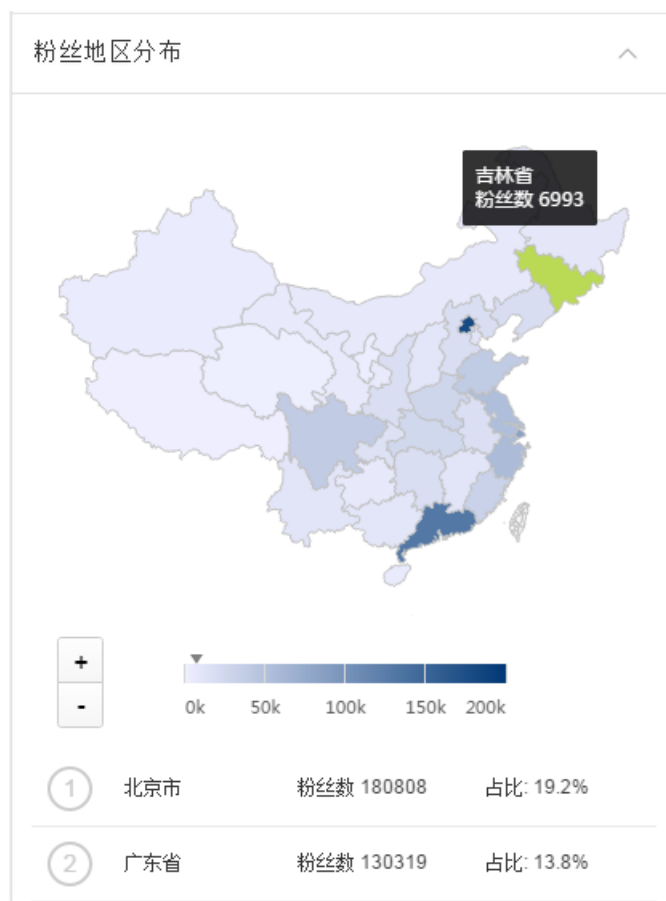 粉丝地区分布
吉林省
粉丝数 6993
+
-
0k 50k 100k 150k 200k
1 北京市 粉丝数 180808 占比: 19.2%
2 广东省 粉丝数 130319 占比: 13.8%